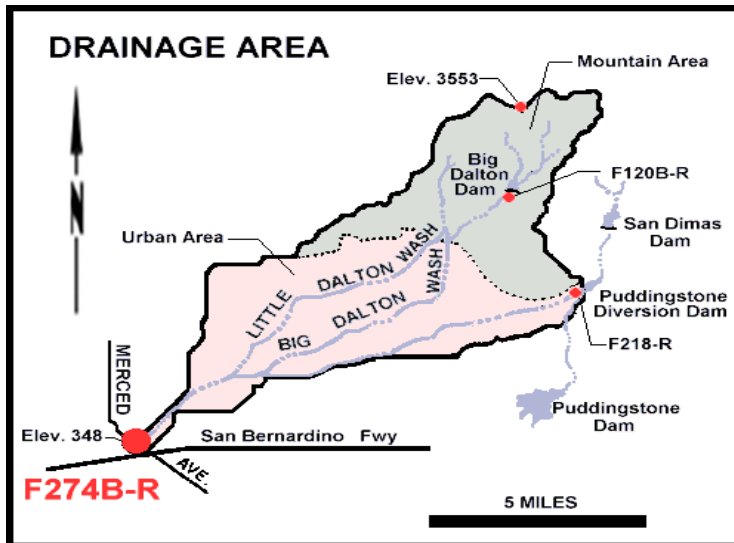 DRAINAGE AREA
Mountain Area
Elev. 3553
N
Big
Dalton
Dam
F120B-R
San Dimas
Dam
Urban Area
LITTLE DALTON WASH
BIG DALTON WASH
Puddingstone
Diversion Dam
F218-R
Puddingstone
Dam
MERCED
AVE.
Elev. 348
San Bernardino Fwy
F274B-R
5 MILES